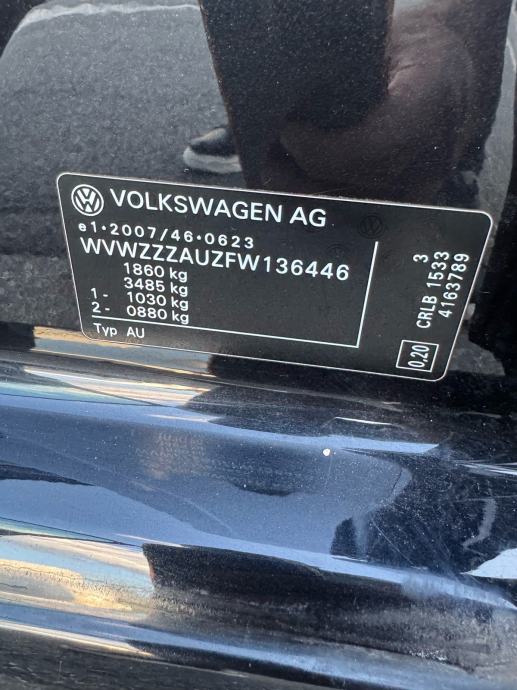 VOLKSWAGEN AG
e1*2007/46*0623
WVWZZZAUZFW136446
1860 kg
3485 kg
1- 1030 kg
2- 0880 kg
Typ AU
3
CRLB 1533
4163789
0.20